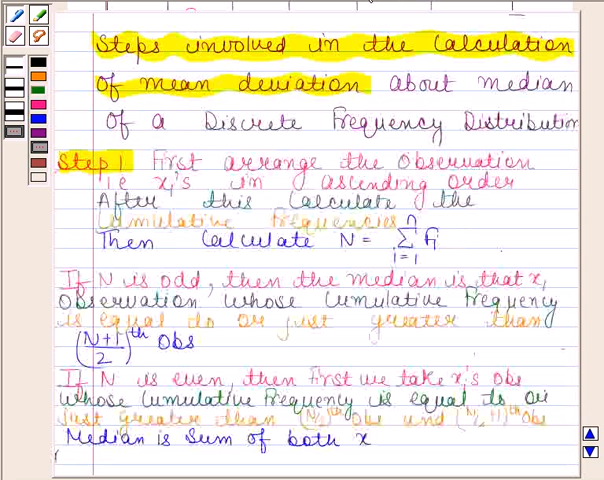 Steps involved in the Calculation
of mean deviation about median
Of a Discrete Frequency Distribution
Step 1 First arrange the Observation
i.e xi's in ascending order
After this Calculate the
Cumulative frequencies
Then Calculate N = n∑i=1 fi
If N is odd, then the median is that xi
Observation whose Cumulative Frequency
is equal do or just greater than
(N+1/2)th Obs
If N is even, then First we take xi's Obs
whose Cumulative Frequency is equal to or
just greater than (N/2)th Obs und (N/2+1)th Obs
Median is Sum of both x